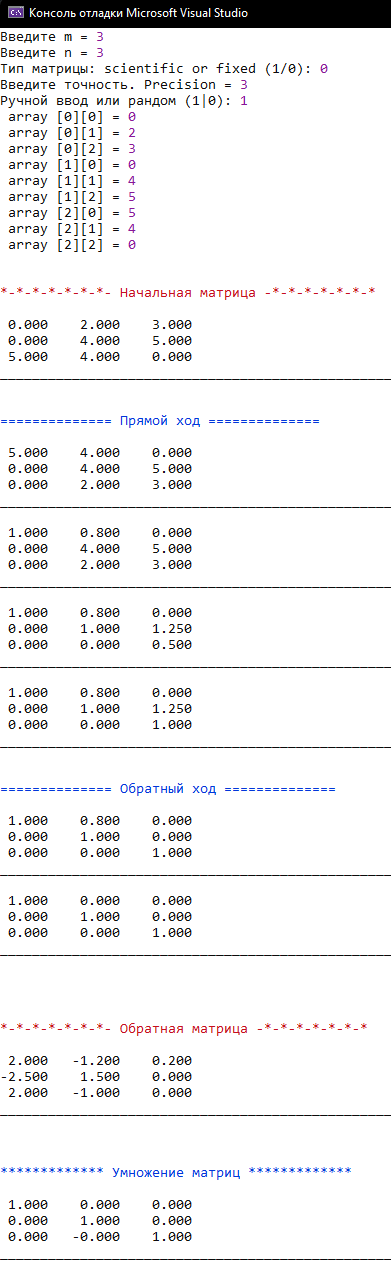 Консоль отладки Microsoft Visual Studio
Введите m = 3
Введите n = 3
Тип матрицы: scientific or fixed (1/0): 0
Введите точность. Precision = 3
Ручной ввод или рандом (1|0): 1
array [0][0] = 0
array [0][1] = 2
array [0][2] = 3
array [1][0] = 0
array [1][1] = 4
array [1][2] = 5
array [2][0] = 5
array [2][1] = 4
array [2][2] = 0
*-*-*-*-*-*-*- Начальная матрица -*-*-*-*-*-*-*
0.000 2.000 3.000
0.000 4.000 5.000
5.000 4.000 0.000
============== Прямой ход ==============
5.000 4.000 0.000
0.000 4.000 5.000
0.000 2.000 3.000
1.000 0.800 0.000
0.000 4.000 5.000
0.000 2.000 3.000
1.000 0.800 0.000
0.000 1.000 1.250
0.000 0.000 0.500
1.000 0.800 0.000
0.000 1.000 1.250
0.000 0.000 1.000
============== Обратный ход ==============
1.000 0.800 0.000
0.000 1.000 0.000
0.000 0.000 1.000
1.000 0.000 0.000
0.000 1.000 0.000
0.000 0.000 1.000
*-*-*-*-*-*-*- Обратная матрица -*-*-*-*-*-*-*
2.000 -1.200 0.200
-2.500 1.500 0.000
2.000 -1.000 0.000
************* Умножение матриц *************
1.000 0.000 0.000
0.000 1.000 0.000
0.000 -0.000 1.000